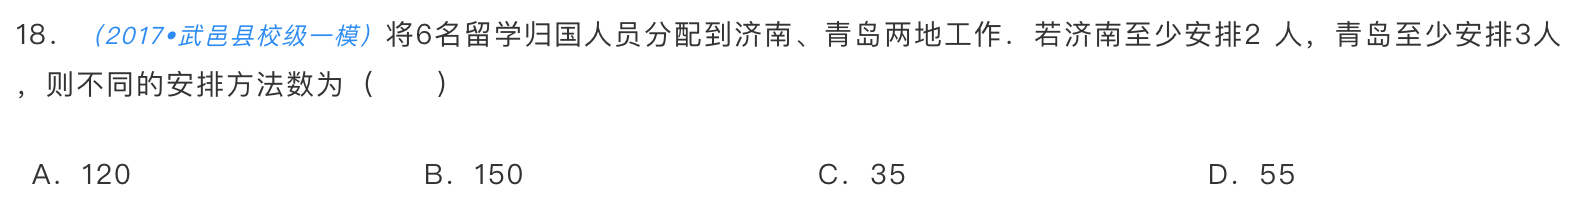 18. （2017•武邑县校级一模）将6名留学归国人员分配到济南、青岛两地工作．若济南至少安排2 人，青岛至少安排3人
，则不同的安排方法数为（　　）
A．120 B．150 C．35 D．55